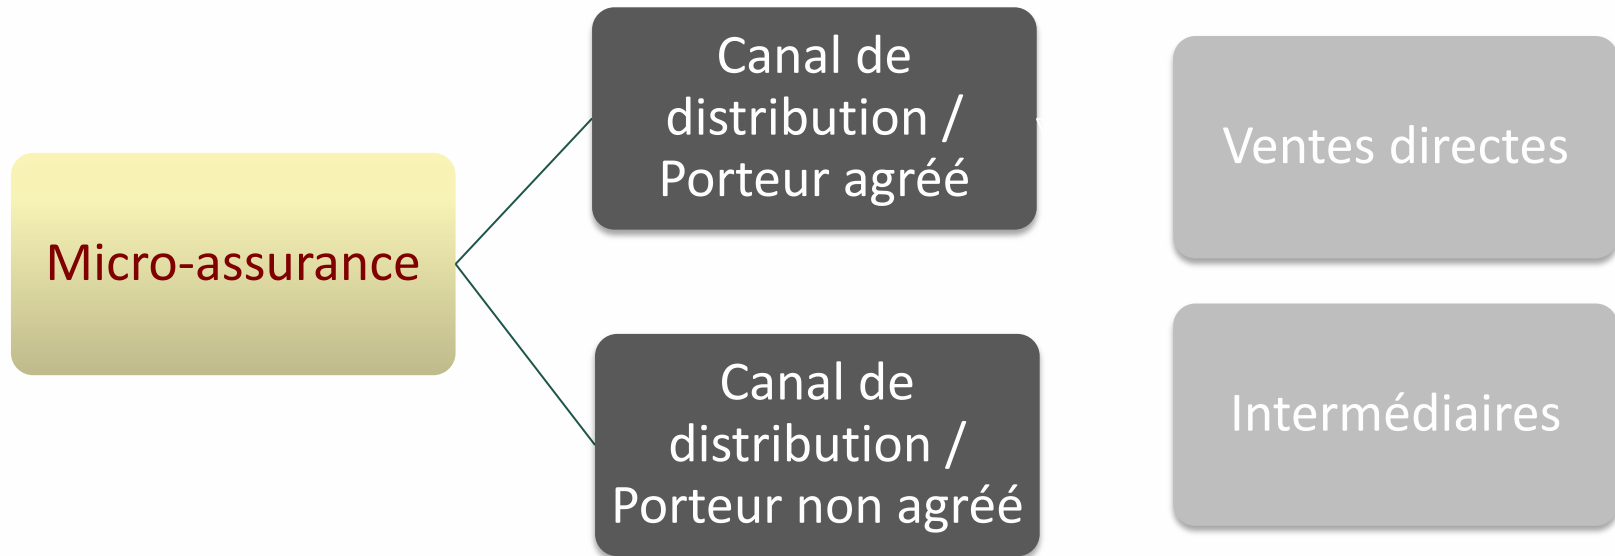 Micro-assurance
Canal de
distribution /
Porteur agréé
Canal de
distribution /
Porteur non agréé
Ventes directes
Intermédiaires